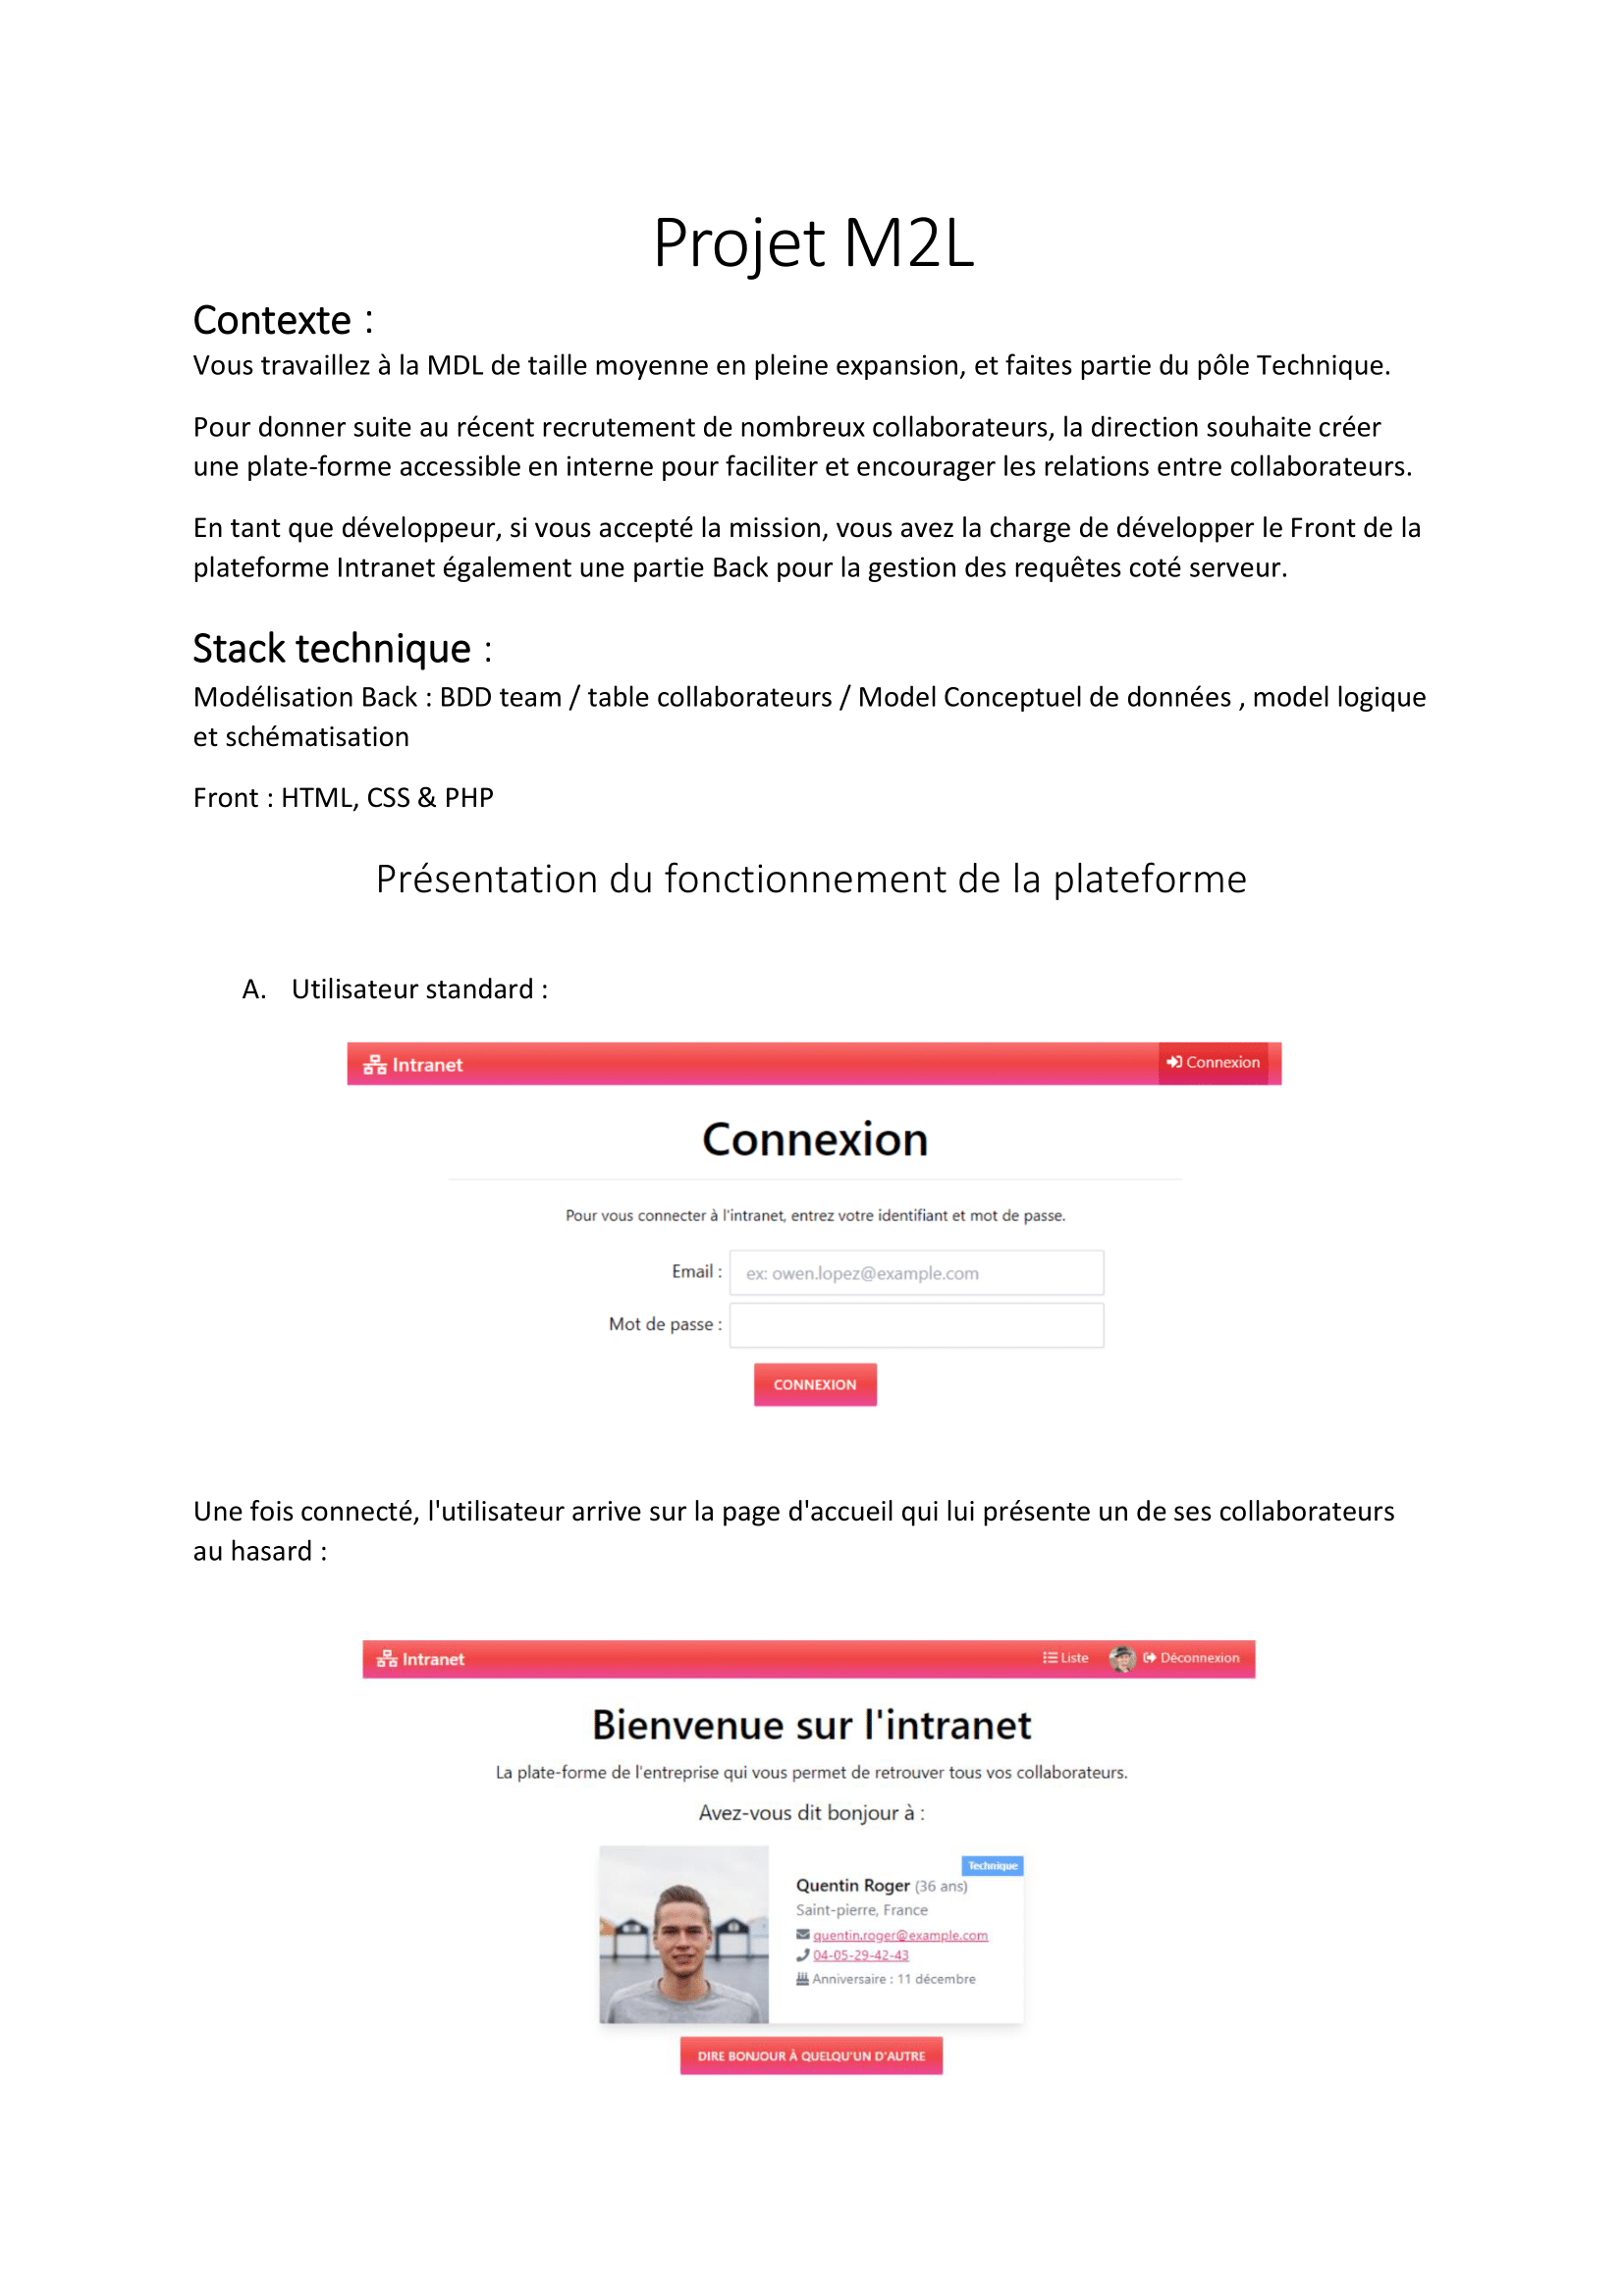 Projet M2L
Contexte :
Vous travaillez à la MDL de taille moyenne en pleine expansion, et faites partie du pôle Technique.
Pour donner suite au récent recrutement de nombreux collaborateurs, la direction souhaite créer
une plate-forme accessible en interne pour faciliter et encourager les relations entre collaborateurs.
En tant que développeur, si vous accepté la mission, vous avez la charge de développer le Front de la
plateforme Intranet également une partie Back pour la gestion des requêtes coté serveur.
Stack technique :
Modélisation Back : BDD team / table collaborateurs / Model Conceptuel de données , model logique
et schématisation
Front : HTML, CSS & PHP
Présentation du fonctionnement de la plateforme
A. Utilisateur standard :
Intranet
Connexion
Connexion
Pour vous connecter à l'intranet, entrez votre identifiant et mot de passe.
Email :
ex: owen.lopez@example.com
Mot de passe :
CONNEXION
Une fois connecté, l'utilisateur arrive sur la page d'accueil qui lui présente un de ses collaborateurs
au hasard :
Intranet
Liste
Déconnexion
Bienvenue sur l'intranet
La plate-forme de l'entreprise qui vous permet de retrouver tous vos collaborateurs.
Avez-vous dit bonjour à :
Technique
Quentin Roger (36 ans)
Saint-pierre, France
quentin.roger@example.com
04-05-29-42-43
Anniversaire : 11 décembre
DIRE BONJOUR À QUELQU'UN D'AUTRE